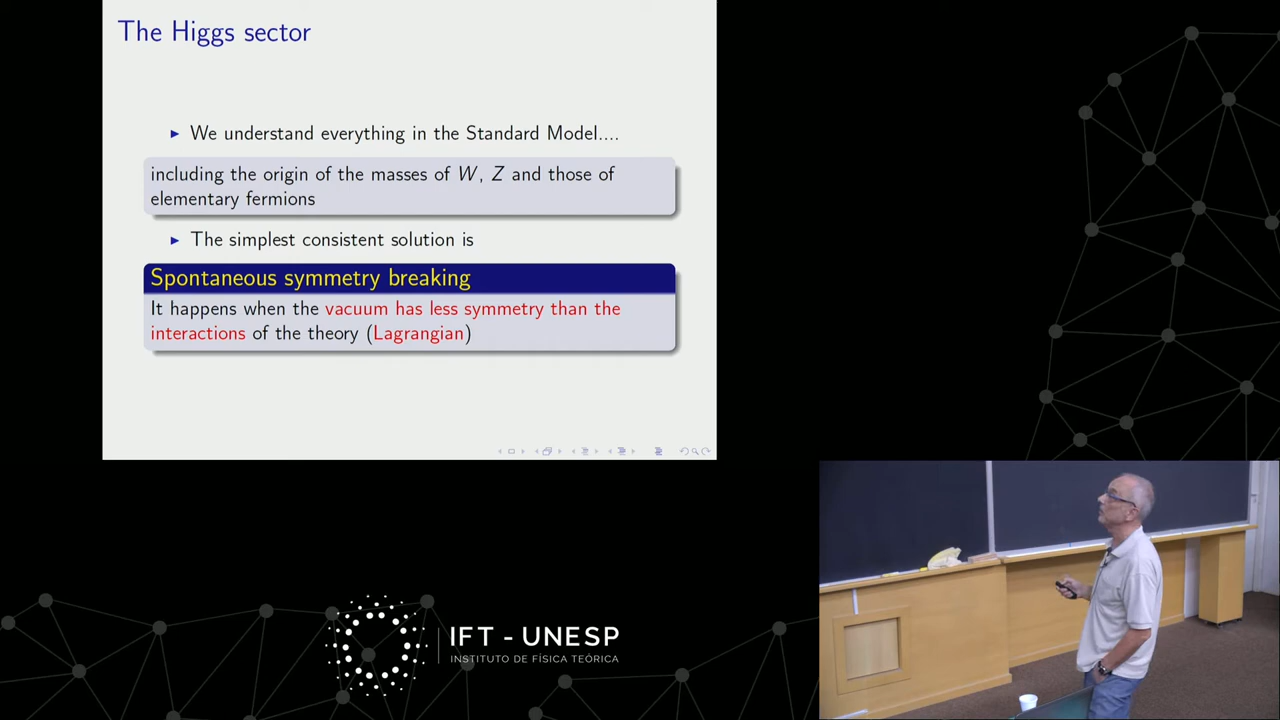 The Higgs sector
We understand everything in the Standard Model....
including the origin of the masses of W, Z and those of
elementary fermions
The simplest consistent solution is
Spontaneous symmetry breaking
It happens when the vacuum has less symmetry than the
interactions of the theory (Lagrangian)
IFT - UNESP
INSTITUTO DE FÍSICA TEÓRICA